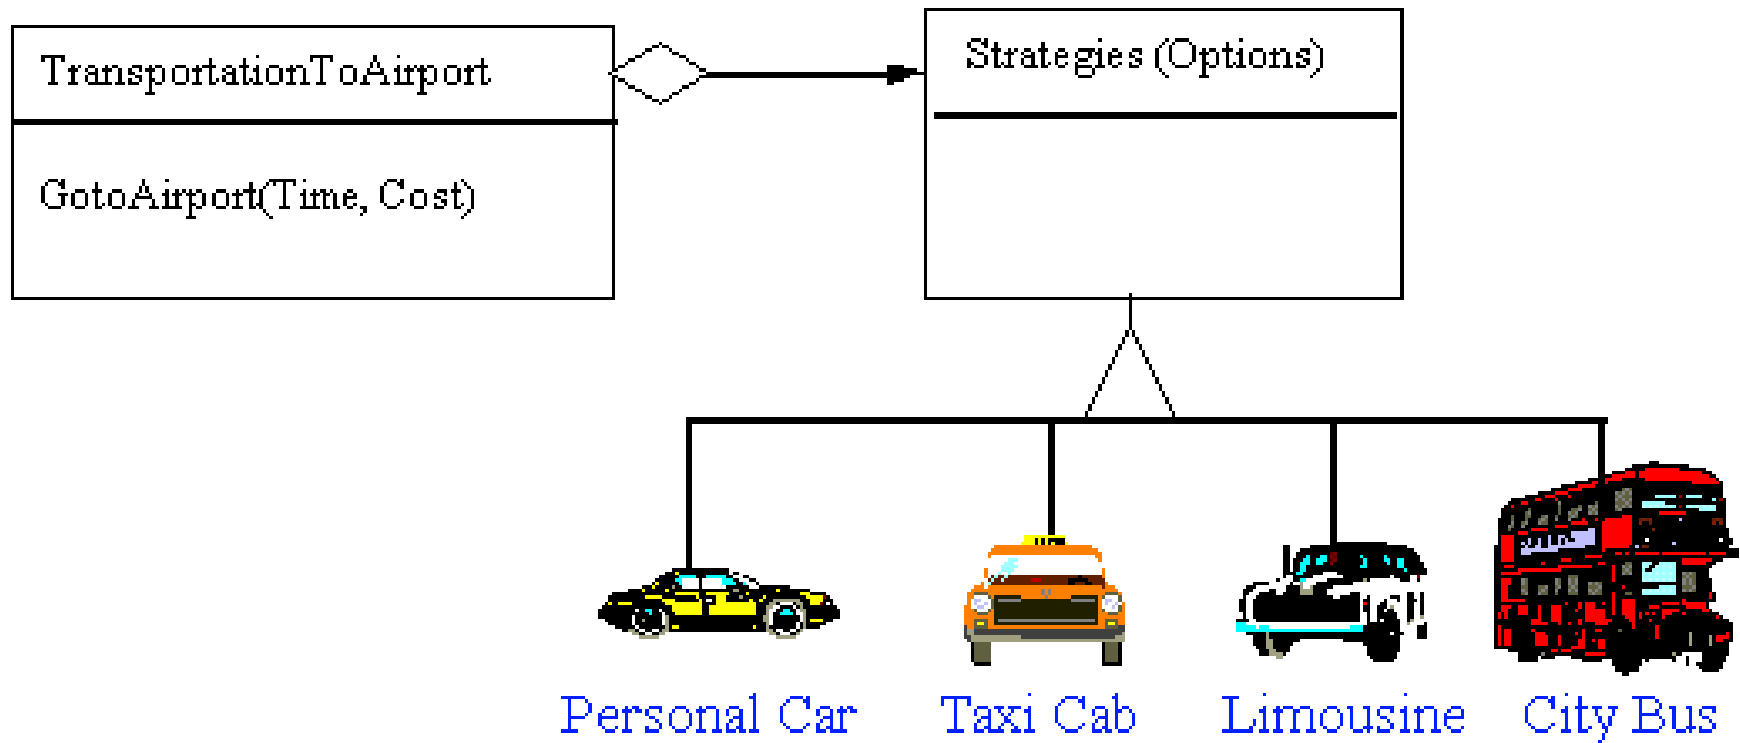 TransportationToAirport
Strategies (Options)
GotoAirport(Time, Cost)
Personal Car
Taxi Cab
Limousine
City Bus